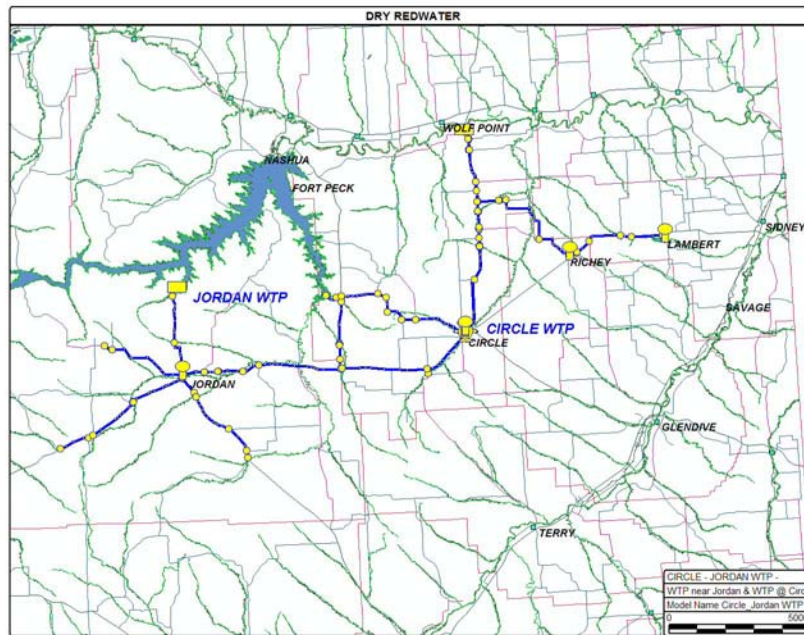 DRY REDWATER
WOLF POINT
NASHUA
FORT PECK
SIDNEY
LAMBERT
RICHEY
JORDAN WTP
SAVAGE
CIRCLE WTP
CIRCLE
JORDAN
GLENDIVE
TERRY
CIRCLE - JORDAN WTP -
WTP near Jordan & WTP @ Circ
Model Name Circle_Jordan WTP
0 500